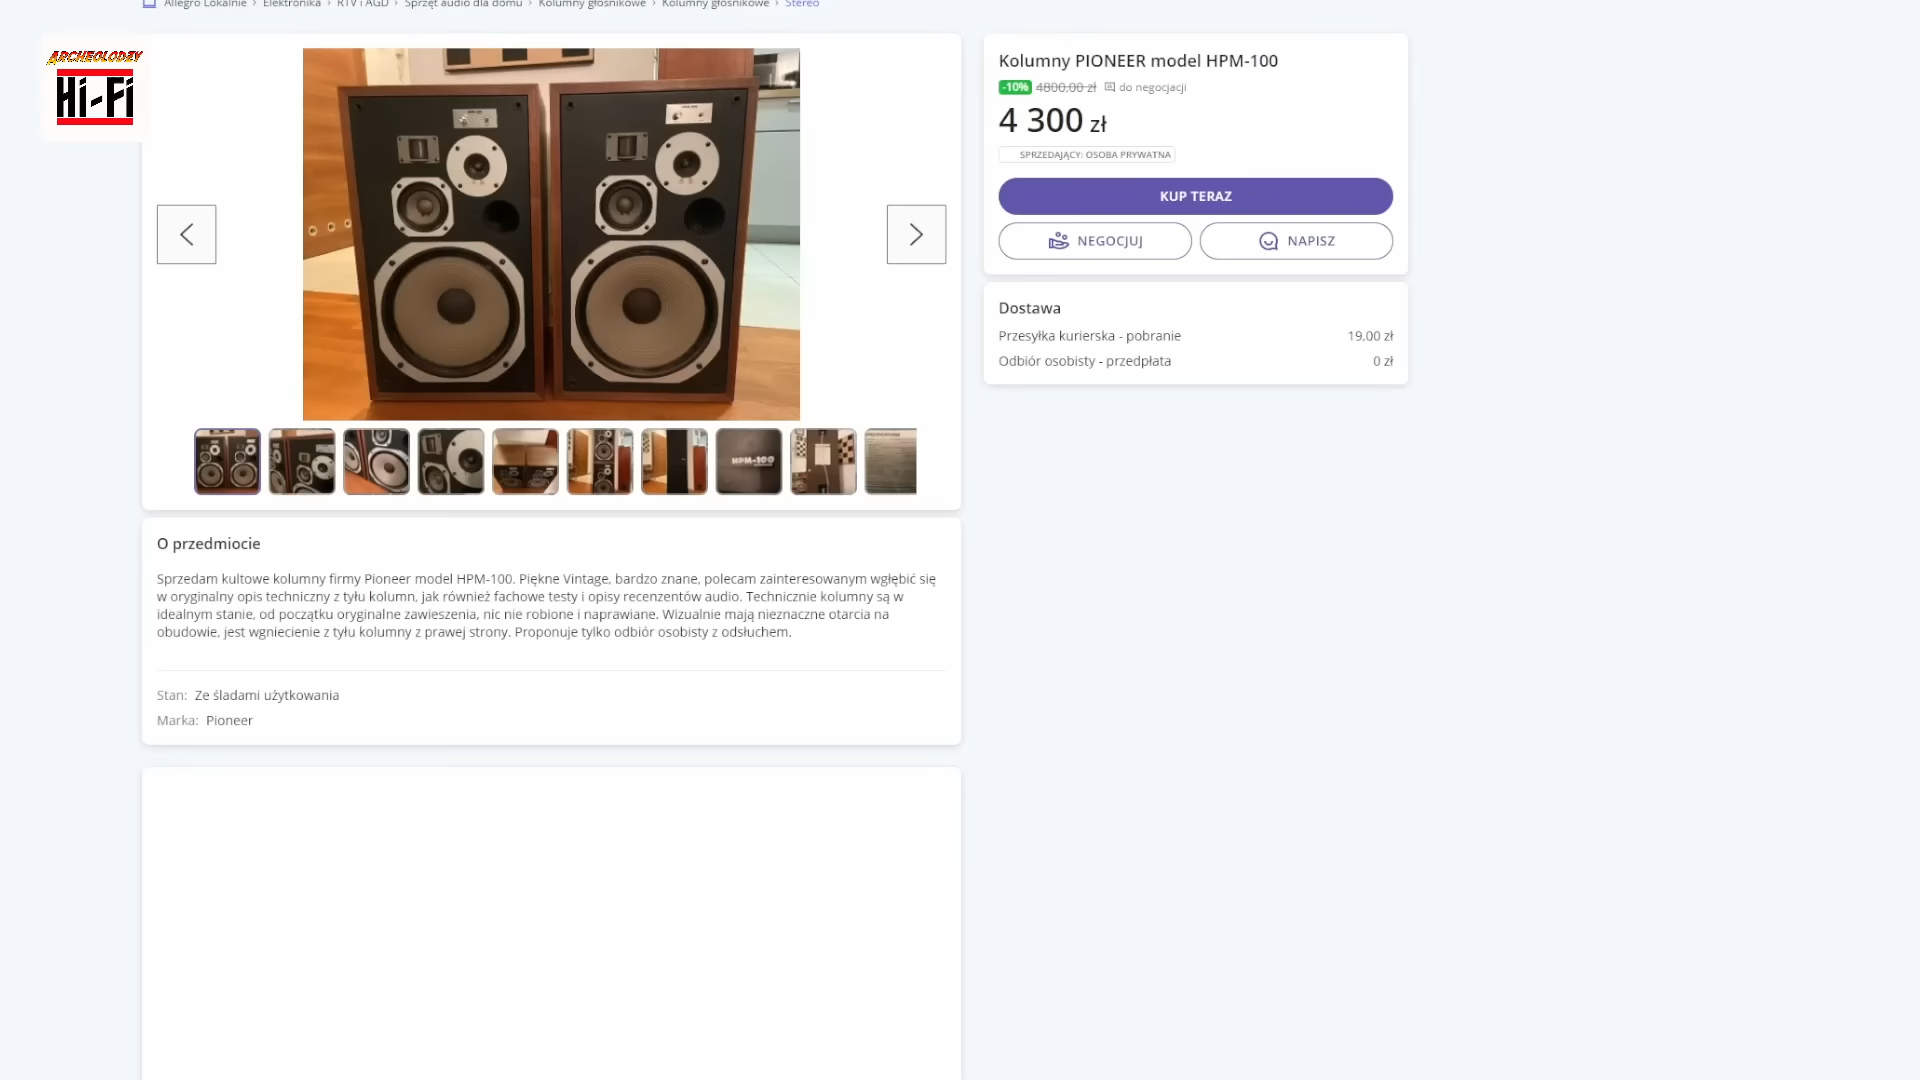 Allegro Lokalnie › Elektronika › RTV i AGD › Sprzęt audio dla domu › Kolumny głośnikowe › Kolumny głośnikowe › Stereo
ARCHEOLODZY
Hi-Fi
Kolumny PIONEER model HPM-100
-10% 4800,00 zł do negocjacji
4 300 zł
SPRZEDAJĄCY: OSOBA PRYWATNA
KUP TERAZ
NEGOCJUJ
NAPISZ
Dostawa
Przesyłka kurierska - pobranie 19,00 zł
Odbiór osobisty - przedpłata 0 zł
HPM-100
O przedmiocie
Sprzedam kultowe kolumny firmy Pioneer model HPM-100. Piękne Vintage, bardzo znane, polecam zainteresowanym wgłębić się
w oryginalny opis techniczny z tyłu kolumn, jak również fachowe testy i opisy recenzentów audio. Technicznie kolumny są w
idealnym stanie, od początku oryginalne zawieszenia, nic nie robione i naprawiane. Wizualnie mają nieznaczne otarcia na
obudowie, jest wgniecienie z tyłu kolumny z prawej strony. Proponuje tylko odbiór osobisty z odsłuchem.
Stan: Ze śladami użytkowania
Marka: Pioneer